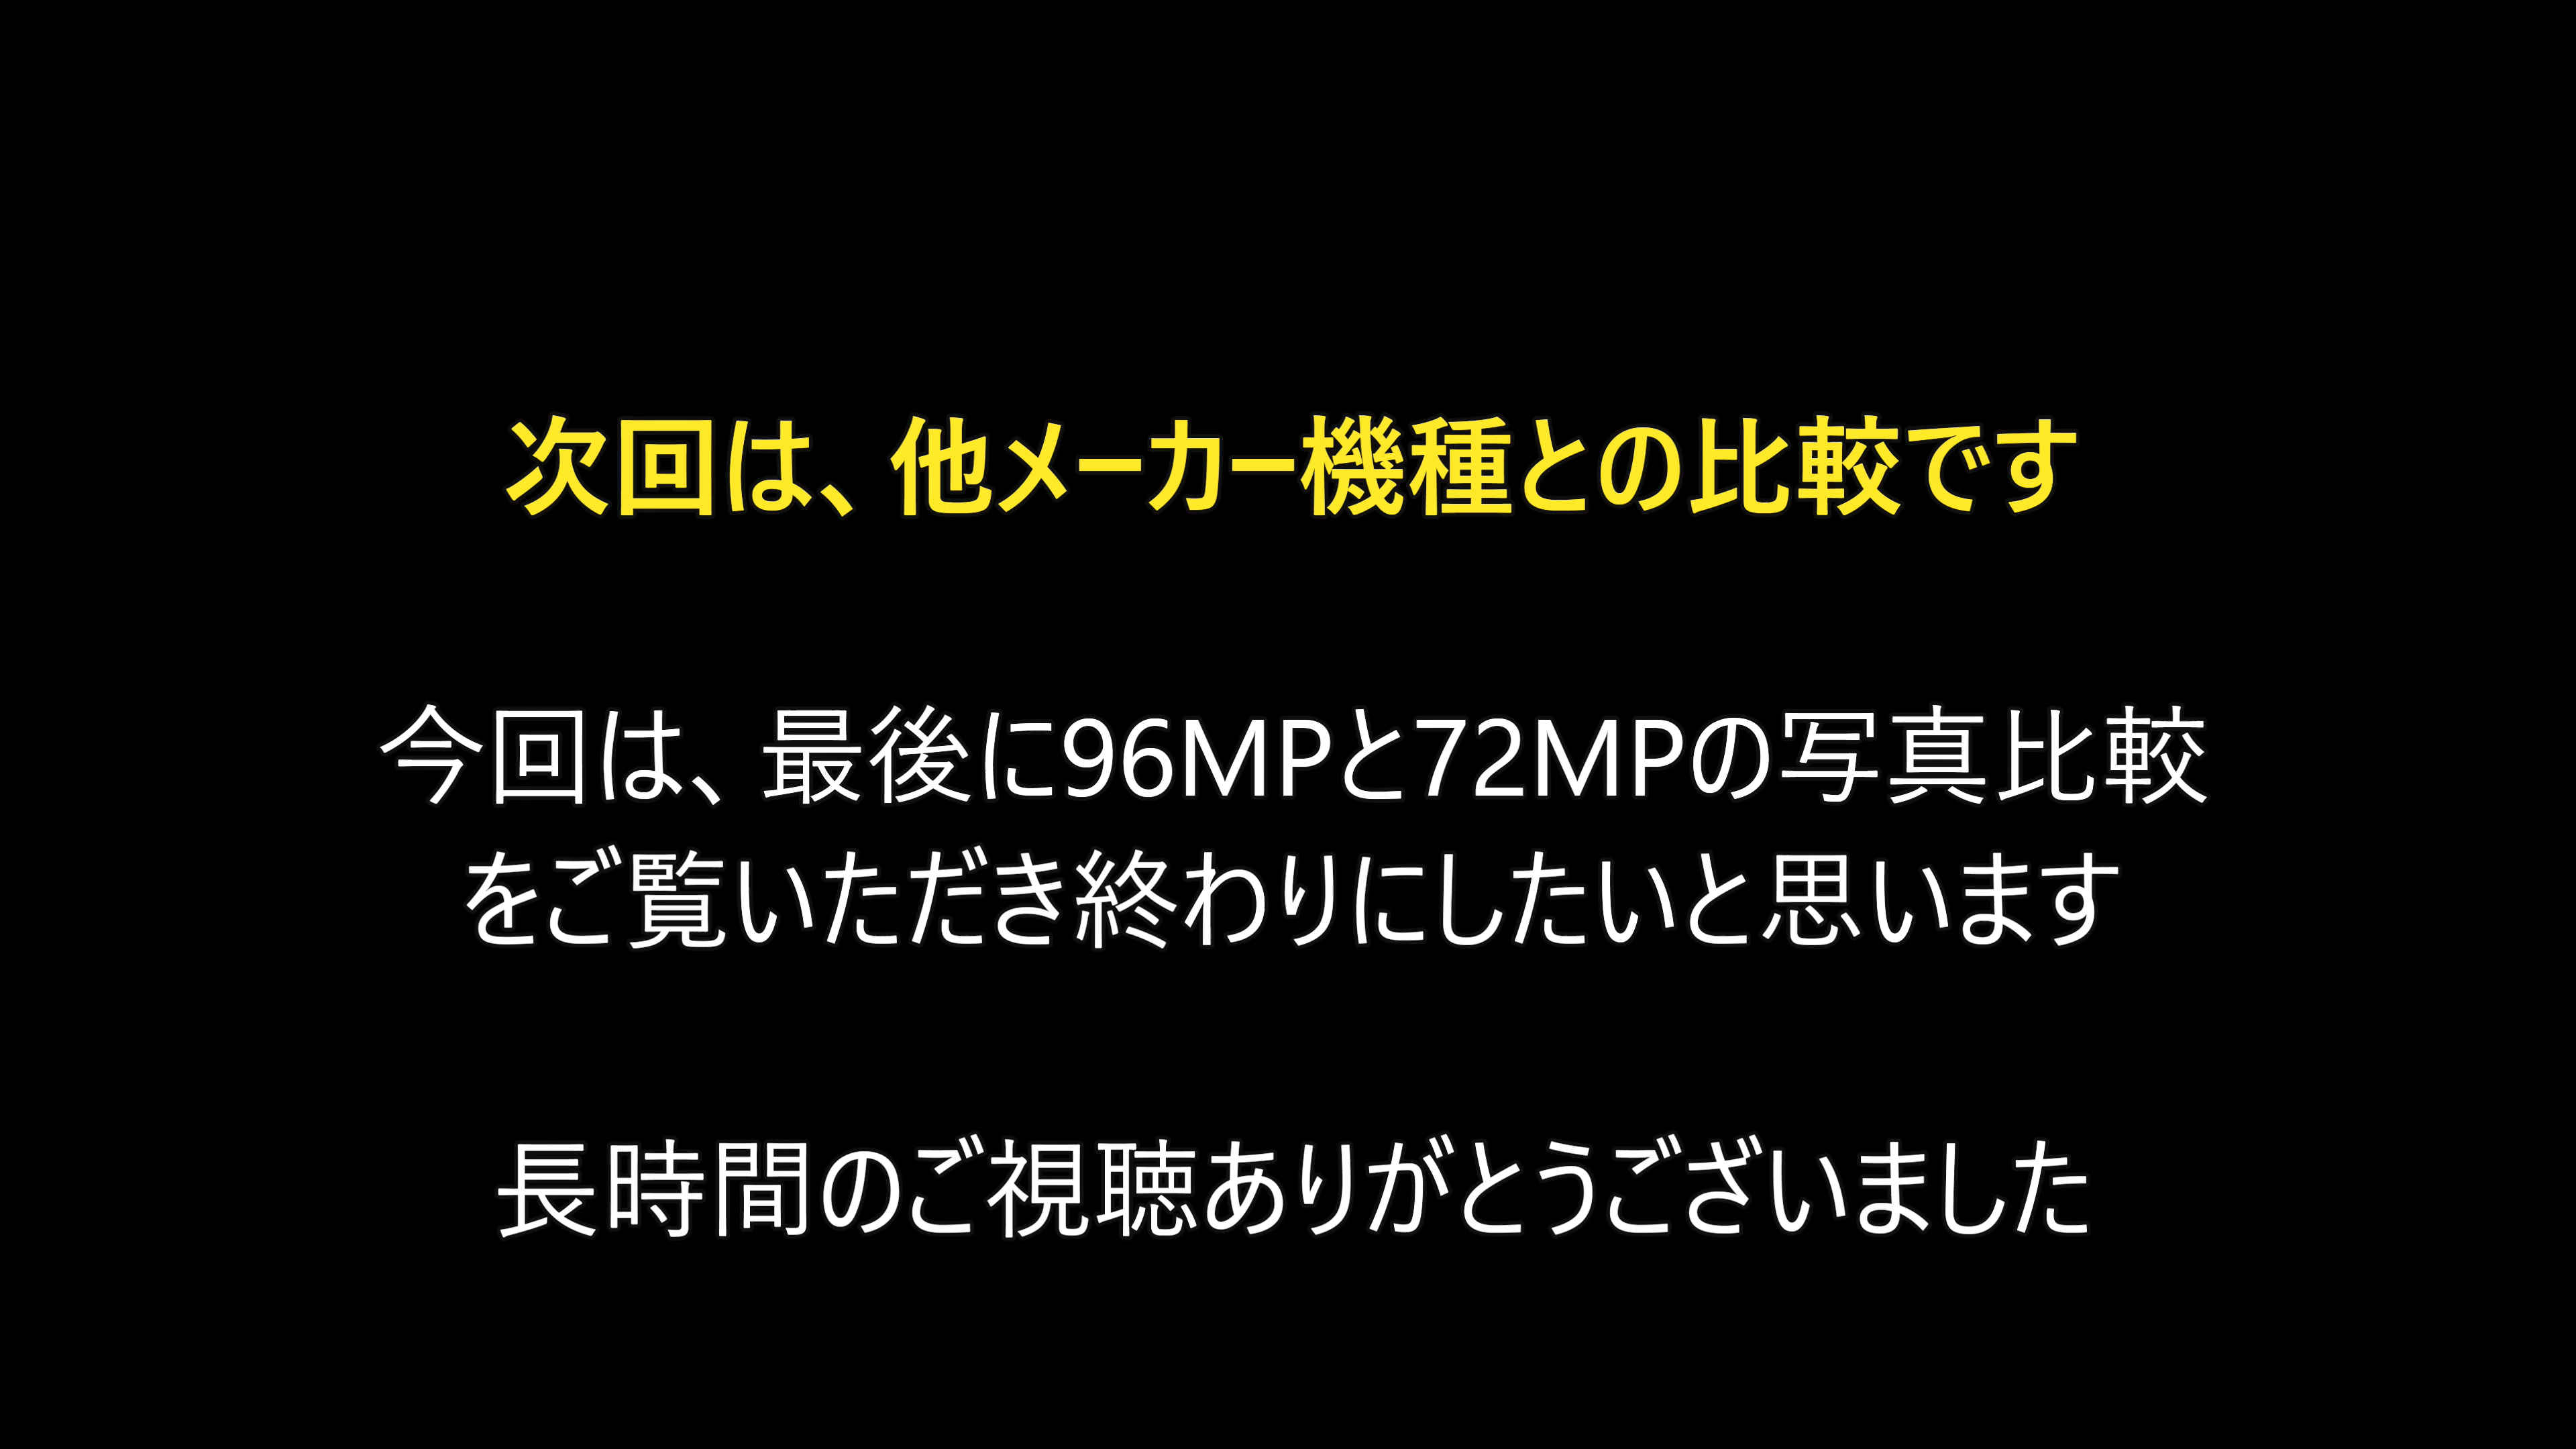 次回は、他メーカー機種との比較です
今回は、最後に96MPと72MPの写真比較
をご覧いただき終わりにしたいと思います
長時間のご視聴ありがとうございました